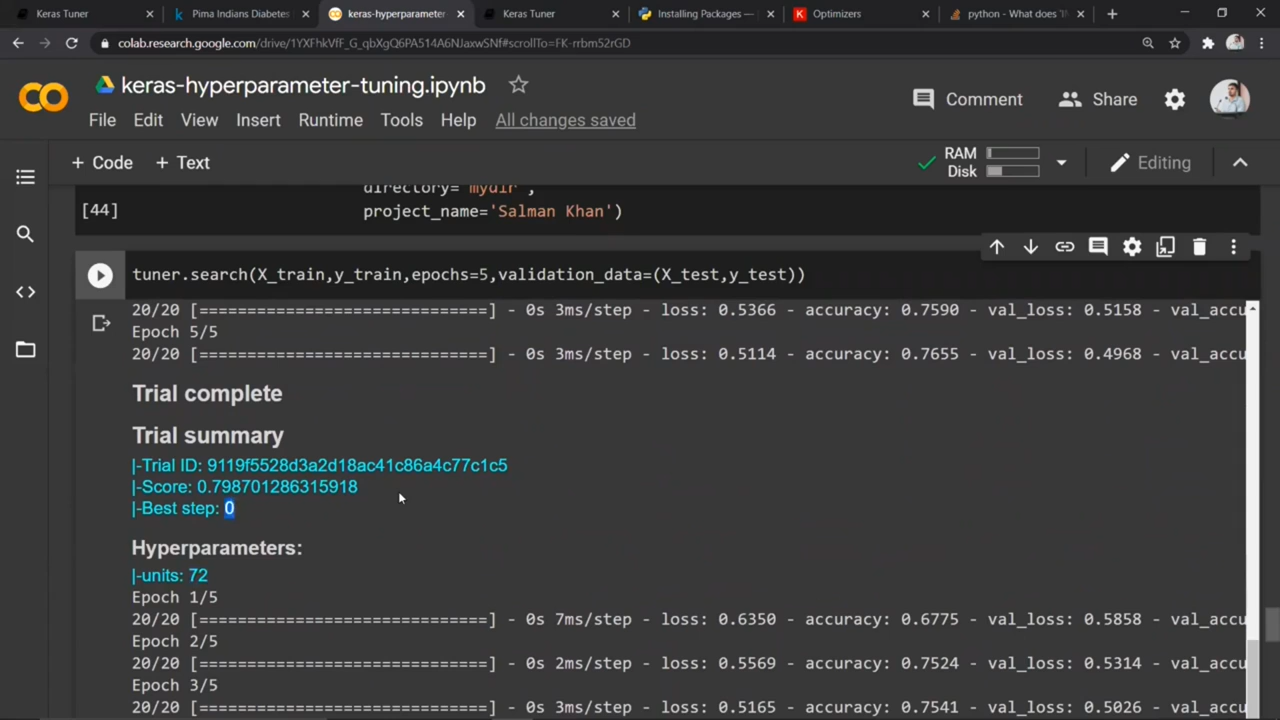 Keras Tuner
Pima Indians Diabetes
keras-hyperparameter
Keras Tuner
Installing Packages —
Optimizers
python - What does
colab.research.google.com/drive/1YXFhkVfF_G_qbXgQ6PA514A6NJaxwSNf#scrollTo=FK-rrbm52rGD
keras-hyperparameter-tuning.ipynb
Comment
Share
File Edit View Insert Runtime Tools Help All changes saved
+ Code + Text
RAM
Disk
Editing
directory='mydir',
[44] project_name='Salman Khan')
tuner.search(X_train,y_train,epochs=5,validation_data=(X_test,y_test))
20/20 [==============================] - 0s 3ms/step - loss: 0.5366 - accuracy: 0.7590 - val_loss: 0.5158 - val_accu
Epoch 5/5
20/20 [==============================] - 0s 3ms/step - loss: 0.5114 - accuracy: 0.7655 - val_loss: 0.4968 - val_accu
Trial complete
Trial summary
|-Trial ID: 9119f5528d3a2d18ac41c86a4c77c1c5
|-Score: 0.798701286315918
|-Best step: 0
Hyperparameters:
|-units: 72
Epoch 1/5
20/20 [==============================] - 0s 7ms/step - loss: 0.6350 - accuracy: 0.6775 - val_loss: 0.5858 - val_accu
Epoch 2/5
20/20 [==============================] - 0s 2ms/step - loss: 0.5569 - accuracy: 0.7524 - val_loss: 0.5314 - val_accu
Epoch 3/5
20/20 [==============================] - 0s 3ms/step - loss: 0.5165 - accuracy: 0.7541 - val_loss: 0.5026 - val_accu